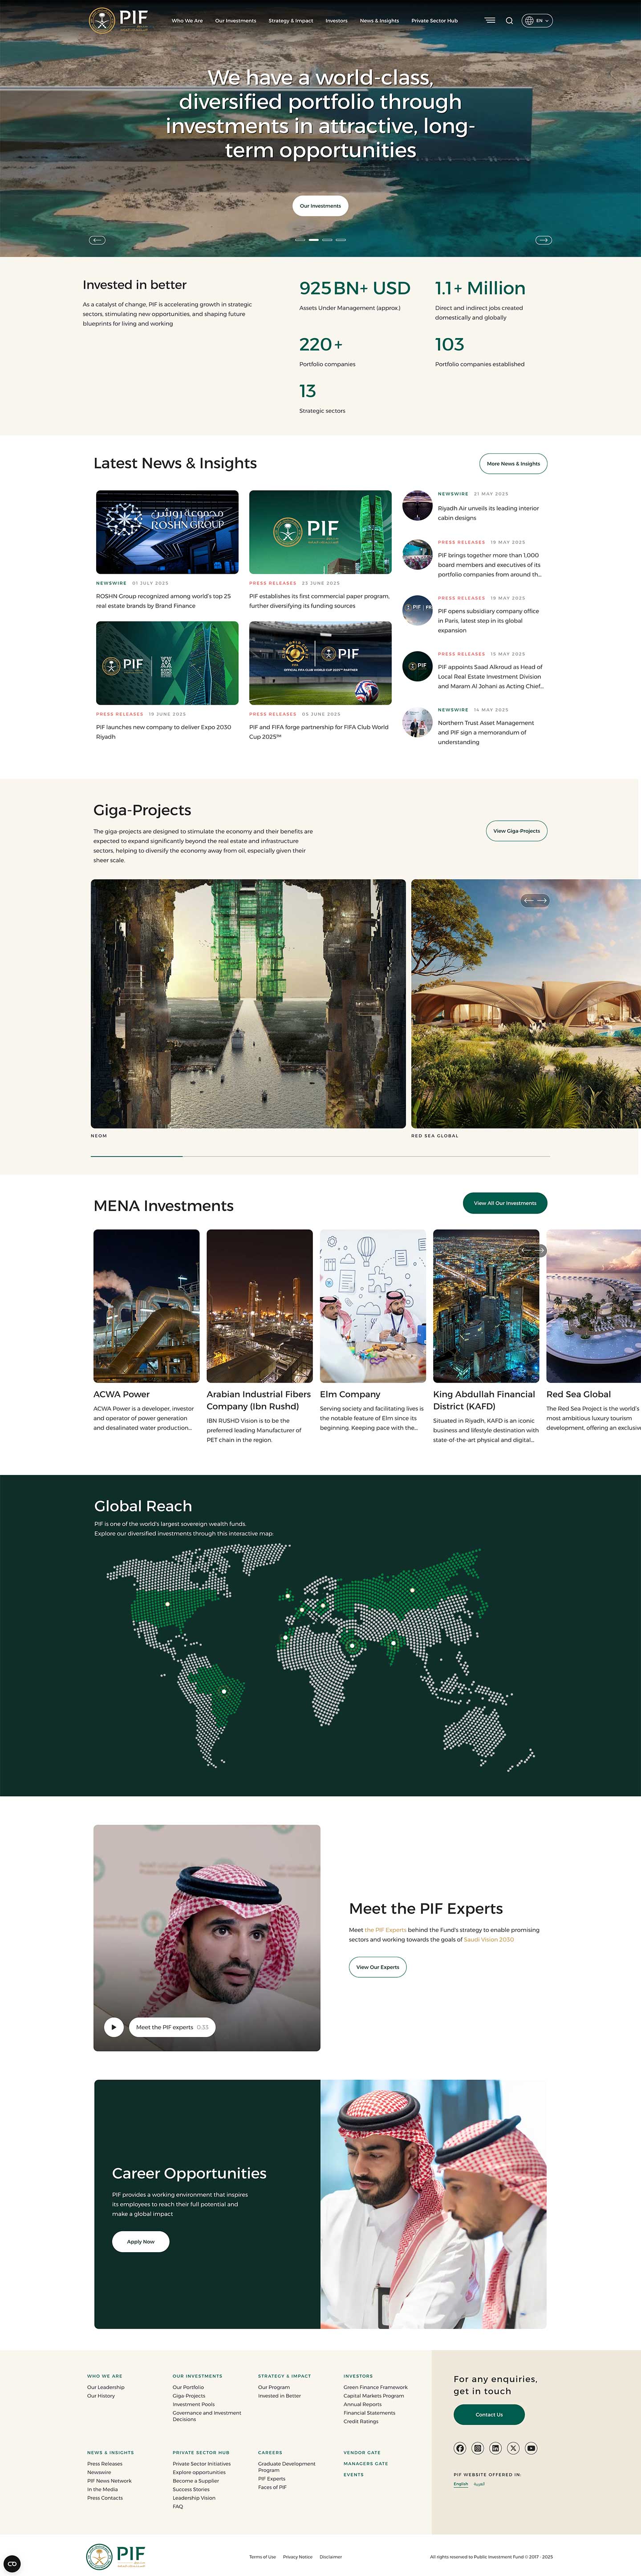 PIF
Who We Are
Our Investments
Strategy & Impact
Investors
News & Insights
Private Sector Hub
EN
We have a world-class,
diversified portfolio through
investments in attractive, long-
term opportunities
Our Investments
Invested in better
As a catalyst of change, PIF is accelerating growth in strategic
sectors, stimulating new opportunities, and shaping future
blueprints for living and working
925 BN+ USD
Assets Under Management (approx.)
1.1+ Million
Direct and indirect jobs created
domestically and globally
220+
Portfolio companies
103
Portfolio companies established
13
Strategic sectors
Latest News & Insights
More News & Insights
مجموعة روشن
ROSHN GROUP
NEWSWIRE 01 JULY 2025
ROSHN Group recognized among world's top 25
real estate brands by Brand Finance
PIF
PRESS RELEASES 23 JUNE 2025
PIF establishes its first commercial paper program,
further diversifying its funding sources
PIF
PRESS RELEASES 19 JUNE 2025
PIF launches new company to deliver Expo 2030
Riyadh
PIF
OFFICIAL FIFA CLUB WORLD CUP 2025™ PARTNER
PRESS RELEASES 05 JUNE 2025
PIF and FIFA forge partnership for FIFA Club World
Cup 2025™
NEWSWIRE 21 MAY 2025
Riyadh Air unveils its leading interior
cabin designs
PRESS RELEASES 19 MAY 2025
PIF brings together more than 1,000
board members and executives of its
portfolio companies from around th...
PIF
PRESS RELEASES 19 MAY 2025
PIF opens subsidiary company office
in Paris, latest step in its global
expansion
PIF
PRESS RELEASES 15 MAY 2025
PIF appoints Saad Alkroud as Head of
Local Real Estate Investment Division
and Maram Al Johani as Acting Chief...
NEWSWIRE 14 MAY 2025
Northern Trust Asset Management
and PIF sign a memorandum of
understanding
Giga-Projects
The giga-projects are designed to stimulate the economy and their benefits are
expected to expand significantly beyond the real estate and infrastructure
sectors, helping to diversify the economy away from oil, especially given their
sheer scale.
View Giga-Projects
NEOM
RED SEA GLOBAL
MENA Investments
View All Our Investments
ACWA Power
ACWA Power is a developer, investor
and operator of power generation
and desalinated water production...
Arabian Industrial Fibers
Company (Ibn Rushd)
IBN RUSHD Vision is to be the
preferred leading Manufacturer of
PET chain in the region.
Elm Company
Serving society and facilitating lives is
the notable feature of Elm since its
beginning. Keeping pace with the...
King Abdullah Financial
District (KAFD)
Situated in Riyadh, KAFD is an iconic
business and lifestyle destination with
state-of-the-art physical and digital...
Red Sea Global
The Red Sea Project is the world's
most ambitious luxury tourism
development, offering an exclusive
Global Reach
PIF is one of the world's largest sovereign wealth funds.
Explore our diversified investments through this interactive map:
Meet the PIF experts 0:33
Meet the PIF Experts
Meet the PIF Experts behind the Fund's strategy to enable promising
sectors and working towards the goals of Saudi Vision 2030
View Our Experts
Career Opportunities
PIF provides a working environment that inspires
its employees to reach their full potential and
make a global impact
Apply Now
WHO WE ARE
Our Leadership
Our History
OUR INVESTMENTS
Our Portfolio
Giga-Projects
Investment Pools
Governance and Investment
Decisions
STRATEGY & IMPACT
Our Program
Invested in Better
INVESTORS
Green Finance Framework
Capital Markets Program
Annual Reports
Financial Statements
Credit Ratings
NEWS & INSIGHTS
Press Releases
Newswire
PIF News Network
In the Media
Press Contacts
PRIVATE SECTOR HUB
Private Sector Initiatives
Explore opportunities
Become a Supplier
Success Stories
Leadership Vision
FAQ
CAREERS
Graduate Development
Program
PIF Experts
Faces of PIF
VENDOR GATE
MANAGERS GATE
EVENTS
For any enquiries,
get in touch
Contact Us
PIF WEBSITE OFFERED IN:
English
العربية
PIF
Terms of Use
Privacy Notice
Disclaimer
All rights reserved to Public Investment Fund © 2017 - 2025